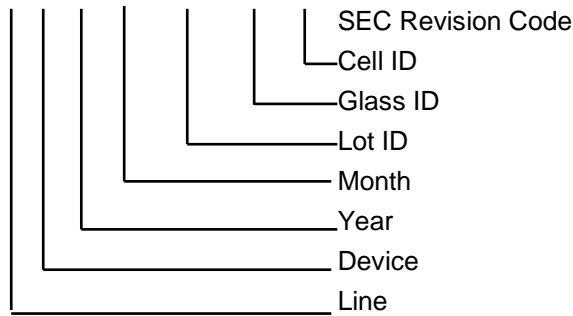 SEC Revision Code
Cell ID
Glass ID
Lot ID
Month
Year
Device
Line